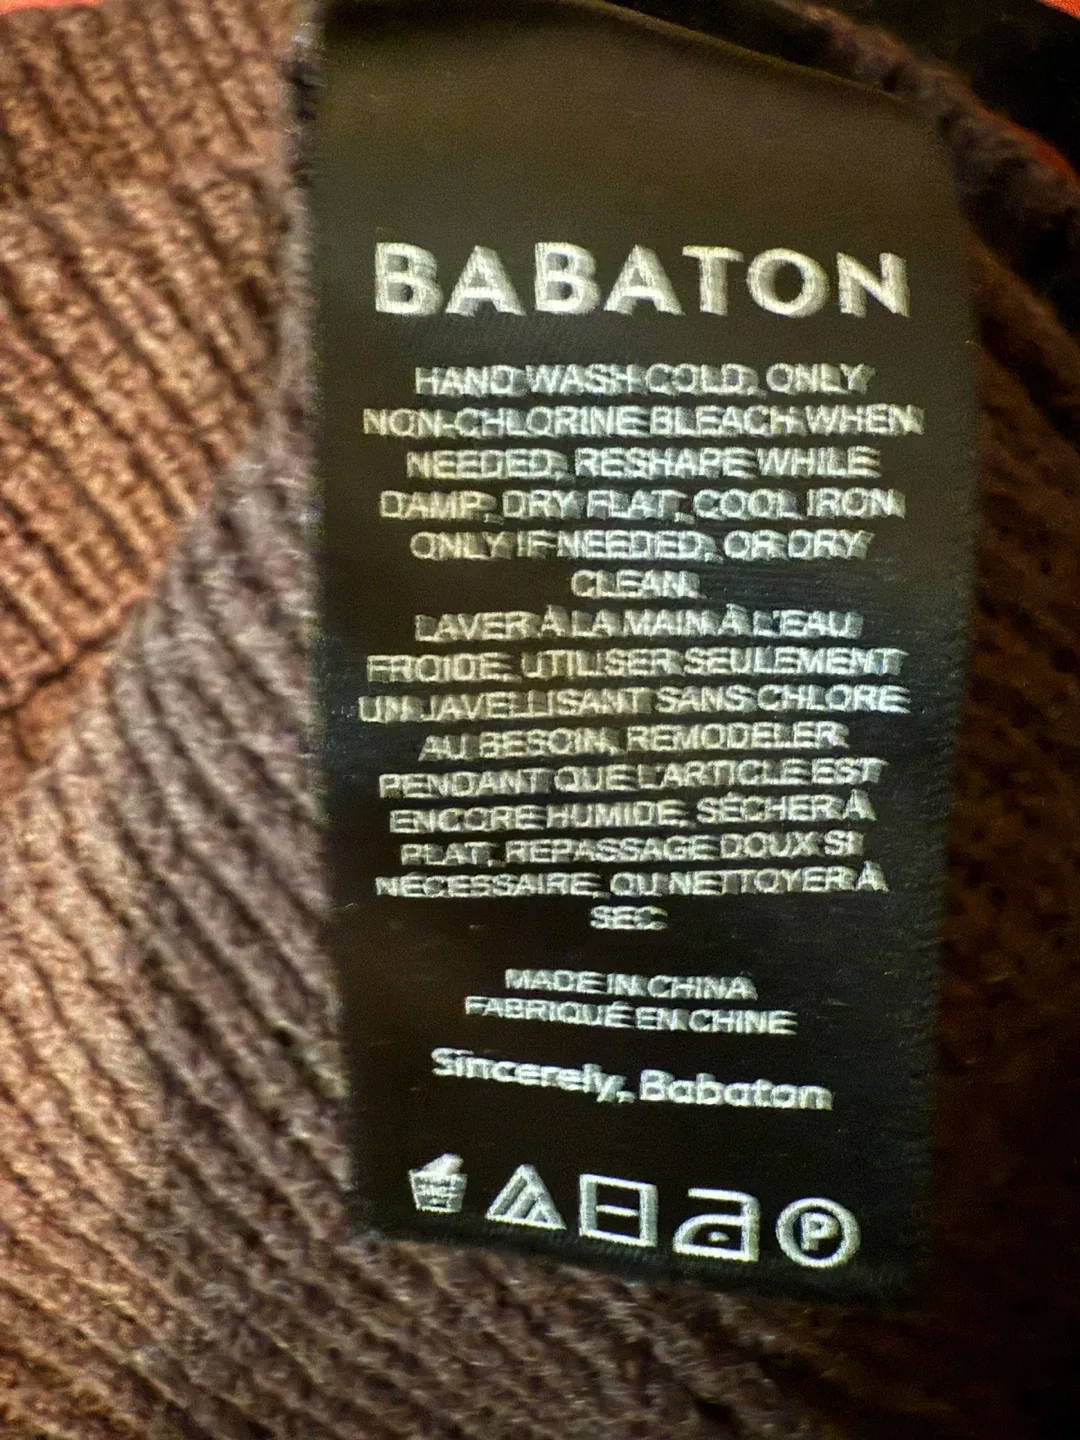 BABATON
HAND WASH COLD, ONLY
NON-CHLORINE BLEACH WHEN
NEEDED, RESHAPE WHILE
DAMP, DRY FLAT, COOL IRON
ONLY IF NEEDED, OR DRY
CLEAN.
LAVER À LA MAIN À L'EAU
FROIDE, UTILISER SEULEMENT
UN JAVELLISANT SANS CHLORE
AU BESOIN, REMODELER
PENDANT QUE L'ARTICLE EST
ENCORE HUMIDE, SÉCHER À
PLAT, REPASSAGE DOUX SI
NÉCESSAIRE, OU NETTOYER À
SEC.
MADE IN CHINA
FABRIQUÉ EN CHINE
Sincerely, Babaton
P